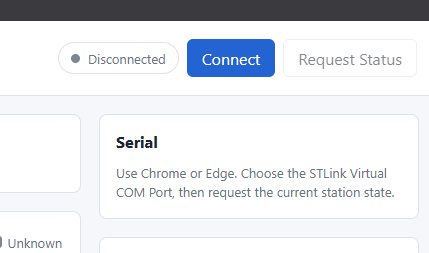 Disconnected
Connect
Request Status
Serial
Use Chrome or Edge. Choose the STLink Virtual
COM Port, then request the current station state.
Unknown